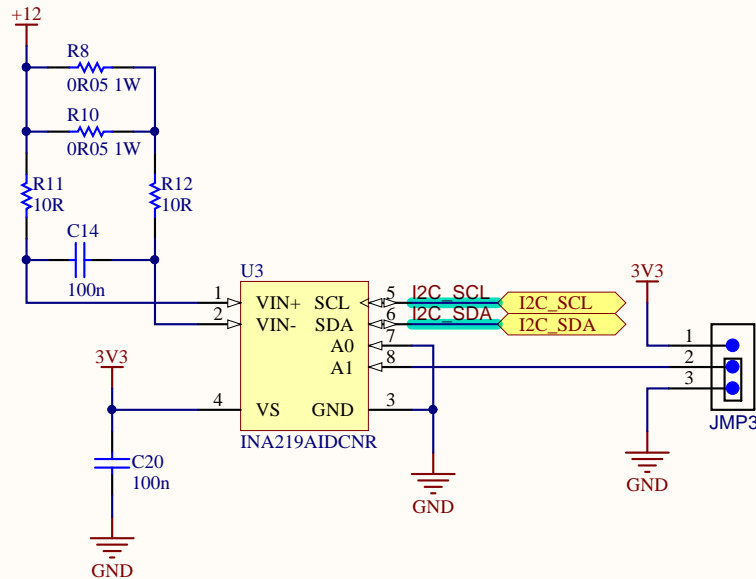 +12
R8
0R05 1W
R10
0R05 1W
R11
10R
R12
10R
C14
100n
U3
1 VIN+ SCL 5 I2C_SCL I2C_SCL
2 VIN- SDA 6 I2C_SDA I2C_SDA
A0 7
A1 8
4 VS GND 3
INA219AIDCNR
3V3
C20
100n
GND
GND
3V3
1
2
3
JMP3
GND